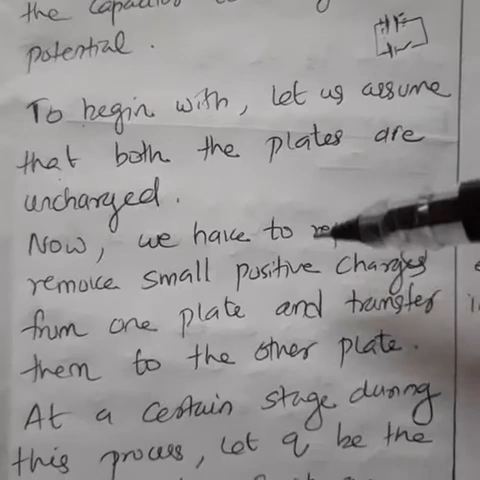 the
potential.
To begin with, let us assume
that both the plates are
uncharged.
Now, we have to
remove small positive charges
from one plate and transfer
them to the other plate.
At a certain stage during
this process, let q be the